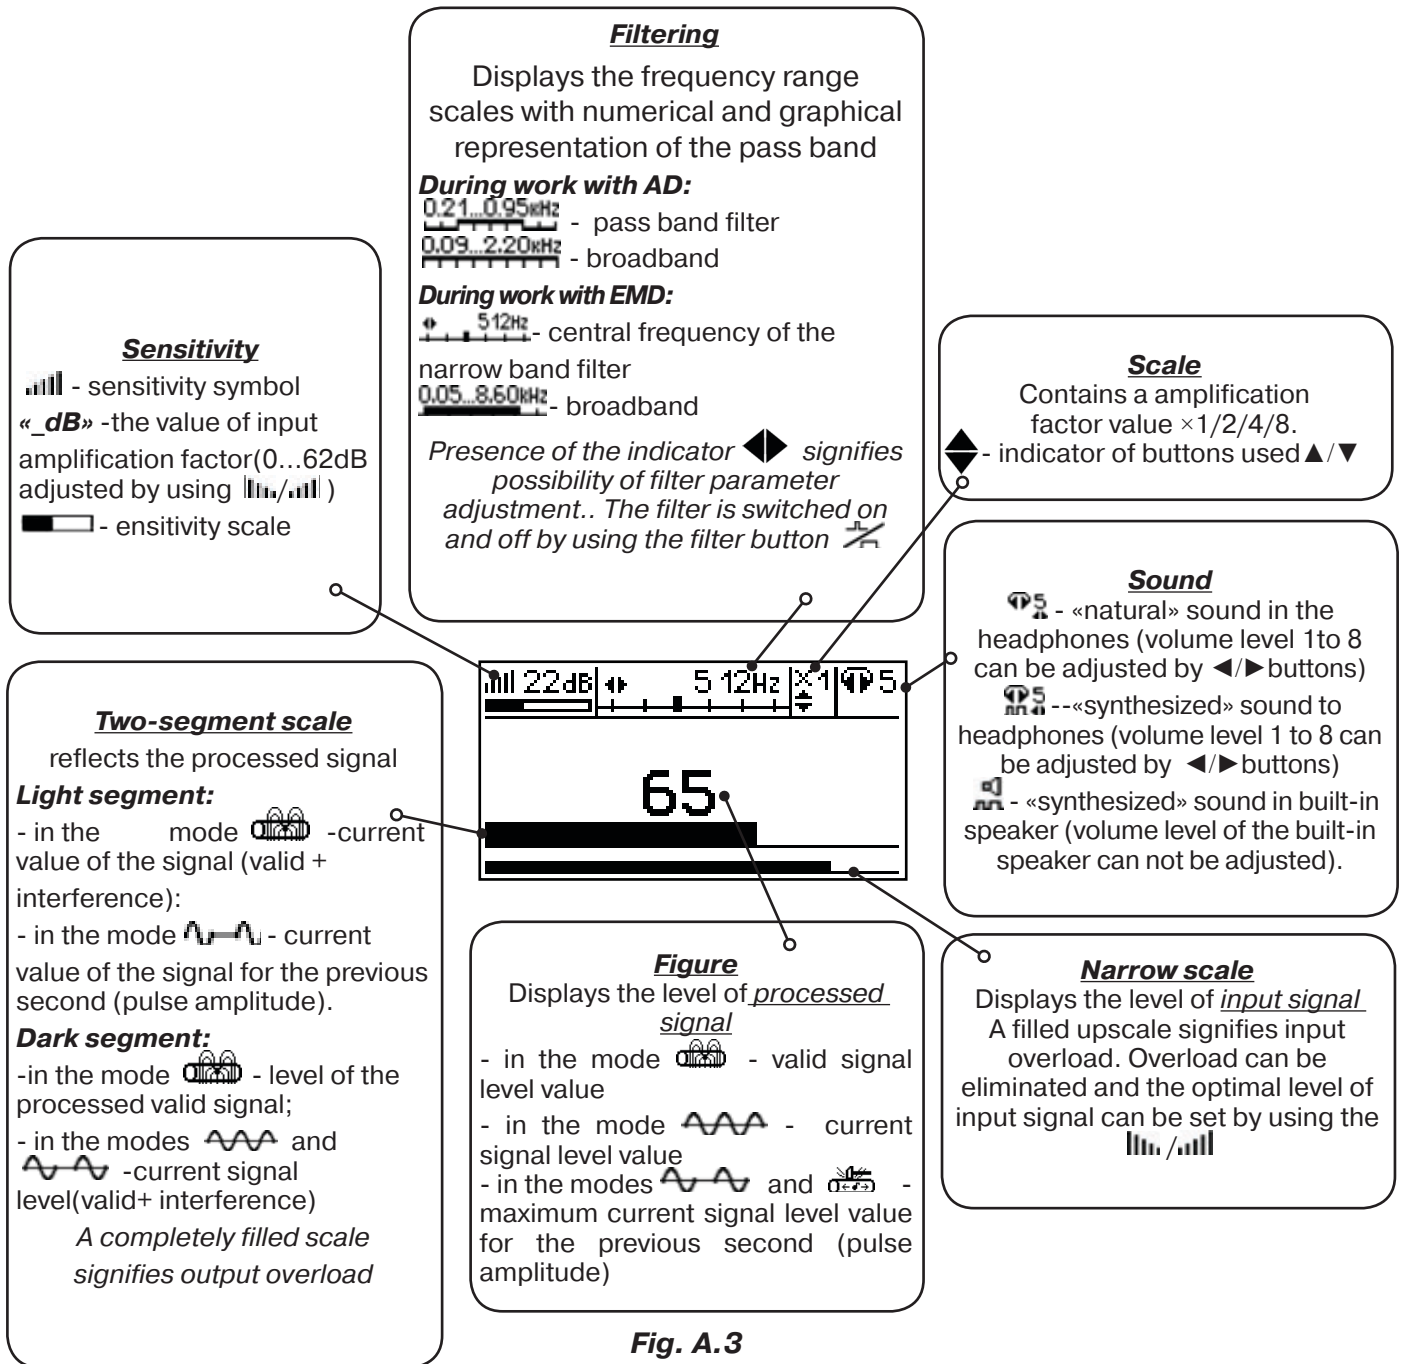 Filtering
Displays the frequency range
scales with numerical and graphical
representation of the pass band
During work with AD:
0.21...0.95кHz - pass band filter
0.09...2.20кHz - broadband
During work with EMD:
512Hz - central frequency of the
narrow band filter
0.05...8.60kHz - broadband
Presence of the indicator ◀▶ signifies
possibility of filter parameter
adjustment.. The filter is switched on
and off by using the filter button
Sensitivity
- sensitivity symbol
«_dB» -the value of input
amplification factor(0...62dB
adjusted by using / )
- ensitivity scale
Scale
Contains a amplification
factor value ×1/2/4/8.
- indicator of buttons used▲/▼
Sound
5 - «natural» sound in the
headphones (volume level 1to 8
can be adjusted by ◄/►buttons)
5 --«synthesized» sound to
headphones (volume level 1 to 8 can
be adjusted by ◄/►buttons)
- «synthesized» sound in built-in
speaker (volume level of the built-in
speaker can not be adjusted).
Two-segment scale
reflects the processed signal
Light segment:
- in the mode -current
value of the signal (valid +
interference):
- in the mode - current
value of the signal for the previous
second (pulse amplitude).
Dark segment:
-in the mode - level of the
processed valid signal;
- in the modes and
-current signal
level(valid+ interference)
A completely filled scale
signifies output overload
22dB 512Hz X1 5
65
Figure
Displays the level of processed
signal
- in the mode - valid signal
level value
- in the mode - current
signal level value
- in the modes and -
maximum current signal level value
for the previous second (pulse
amplitude)
Narrow scale
Displays the level of input signal
A filled upscale signifies input
overload. Overload can be
eliminated and the optimal level of
input signal can be set by using the
/
Fig. A.3